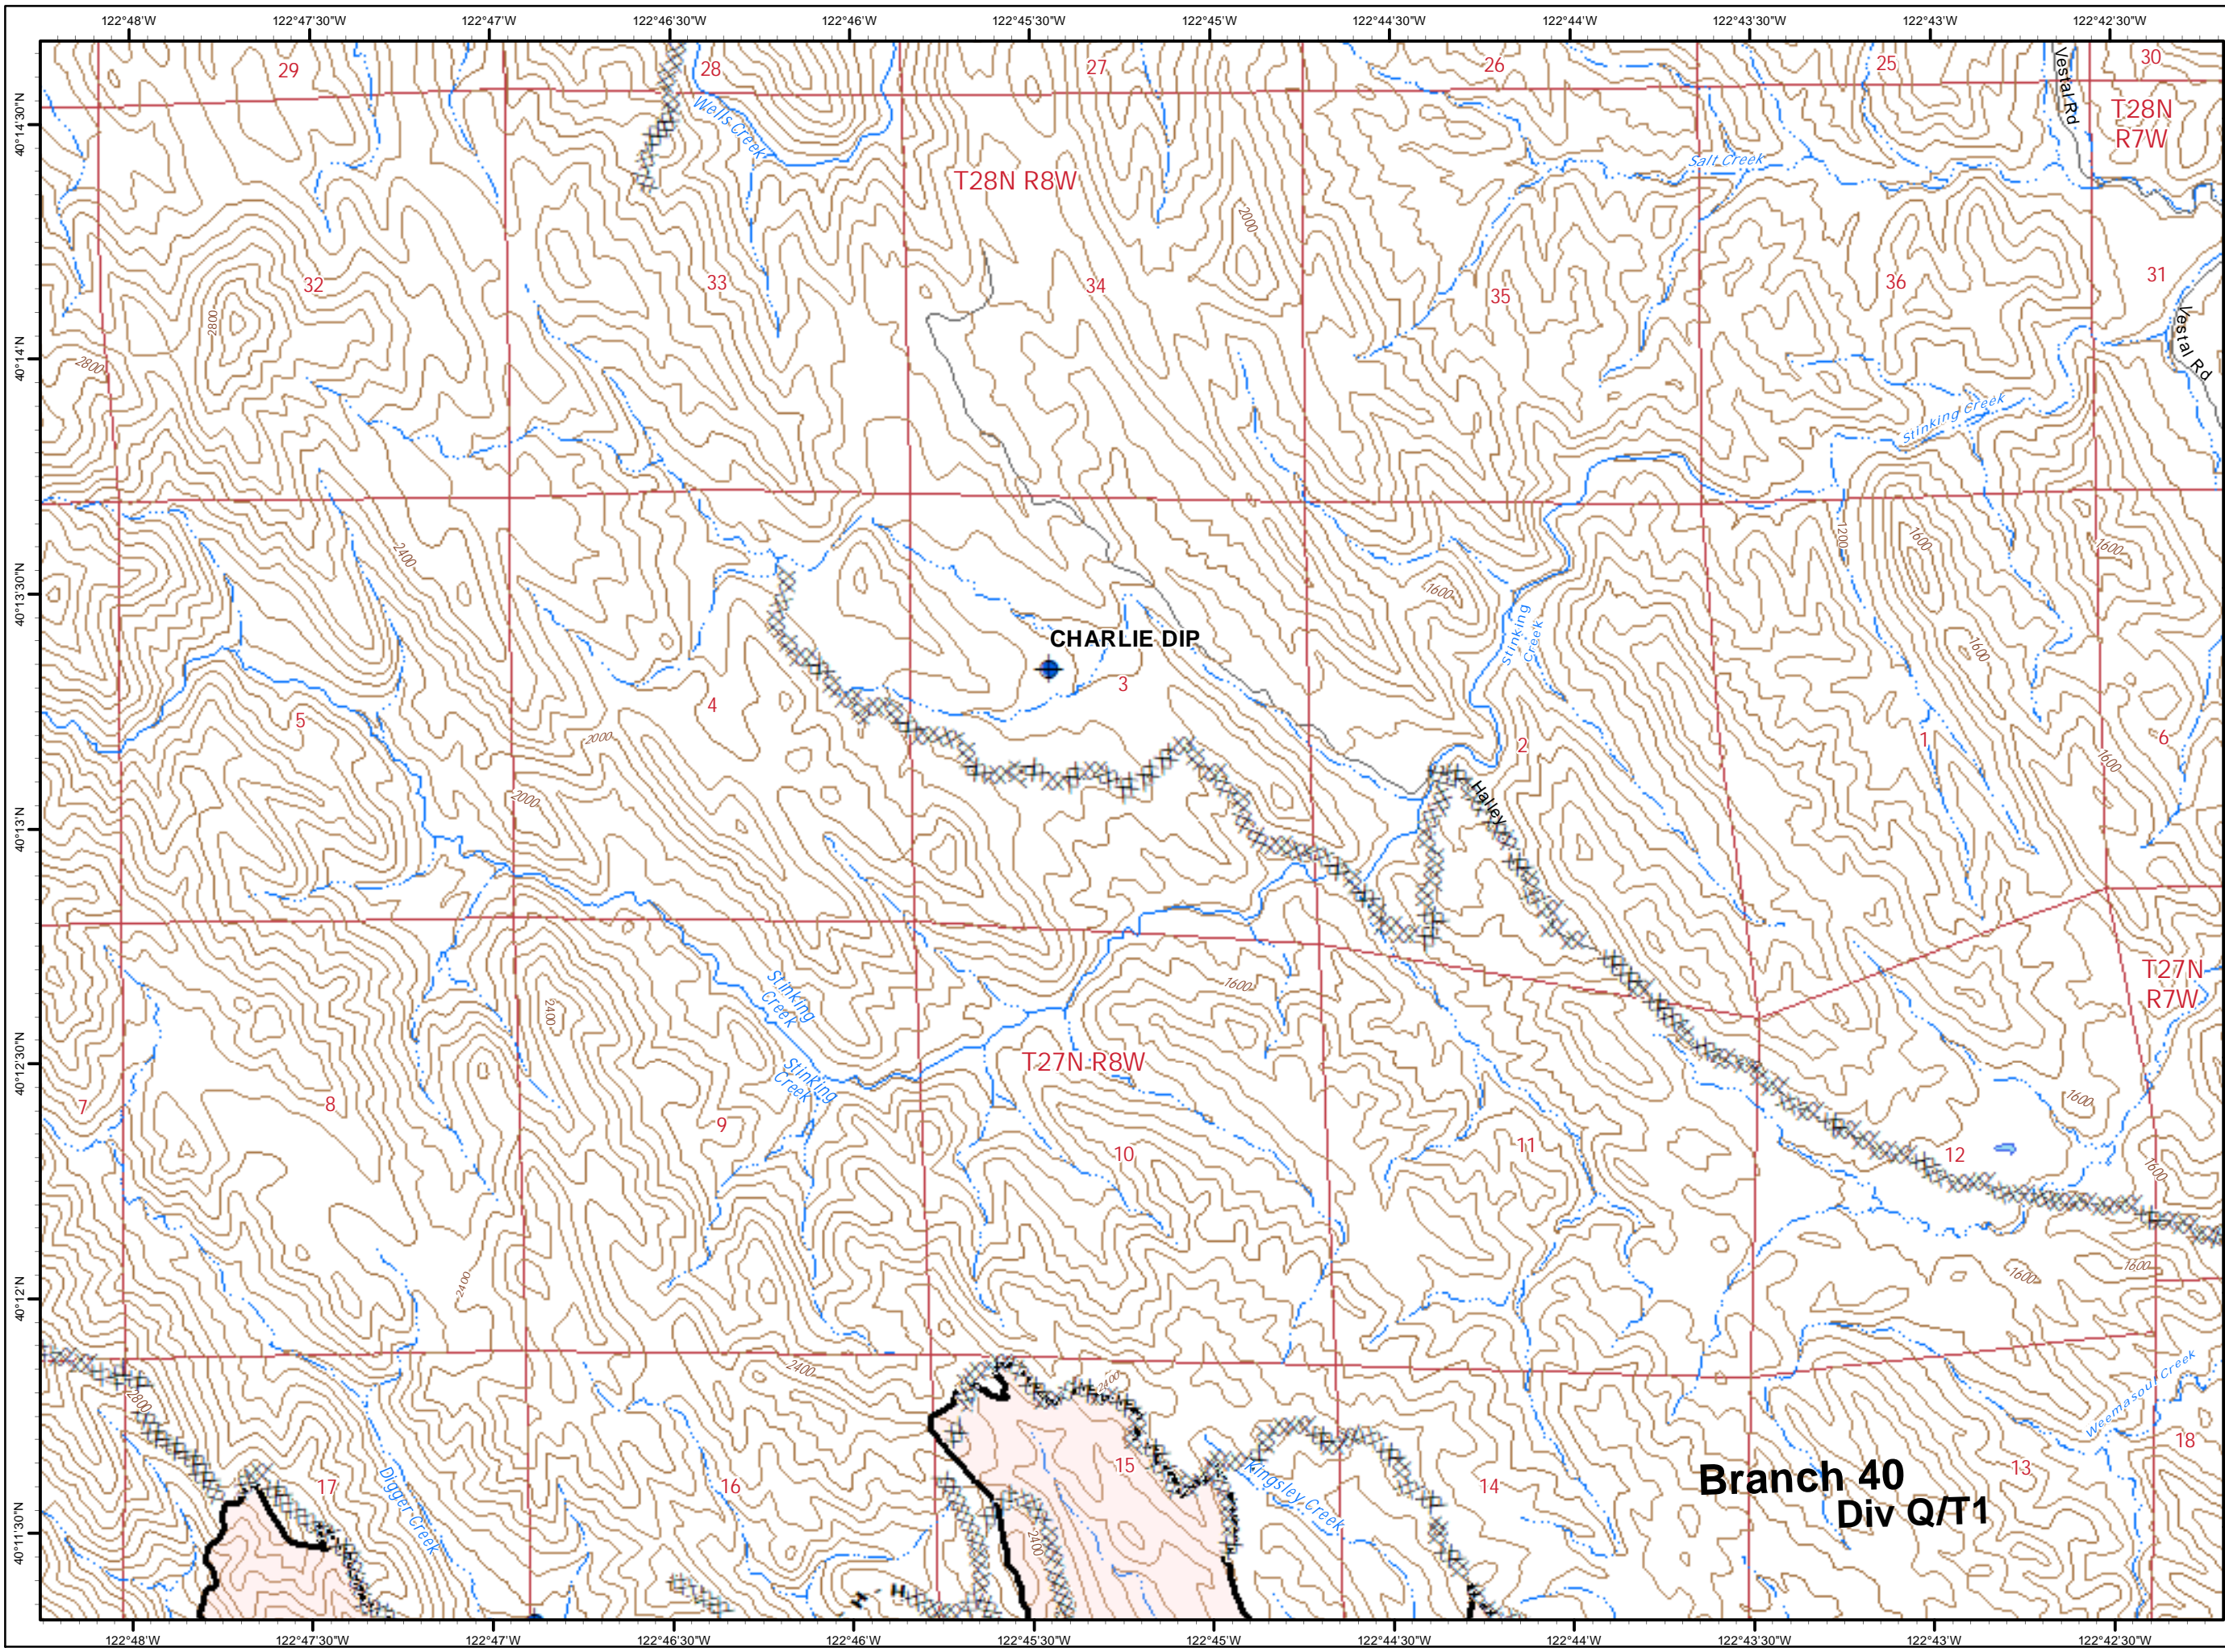 122°48'W 122°47'30"W 122°47'W 122°46'30"W 122°46'W 122°45'30"W 122°45'W 122°44'30"W 122°44'W 122°43'30"W 122°43'W 122°42'30"W
29 28 27 26 25 30
Vestal Rd
Wells Creek
T28N
R7W
40°14'30"N
T28N R8W
Salt Creek
2000
32 33 34 35 36 31
2800
Vestal Rd
40°14'N
2800
Stinking Creek
2400
1200
1600
1600
40°13'30"N
1600
Stinking
Creek
CHARLIE DIP
1600
5 4 3 2 1 6
2000
1600
2000
Halley
40°13'N
Stinking
Creek
1600
T27N
R7W
2400
40°12'30"N
Stinking
Creek
T27N R8W
7 8 9 10 11 12
1600
1600
40°12'N
2400
1600
1600
2400
2400
2800
Weemasoul Creek
17 16 15 14 13 18
Digger Creek
Kingsley Creek
Branch 40
Div Q/T1
40°11'30"N
2400
H H
122°48'W 122°47'30"W 122°47'W 122°46'30"W 122°46'W 122°45'30"W 122°45'W 122°44'30"W 122°44'W 122°43'30"W 122°43'W 122°42'30"W